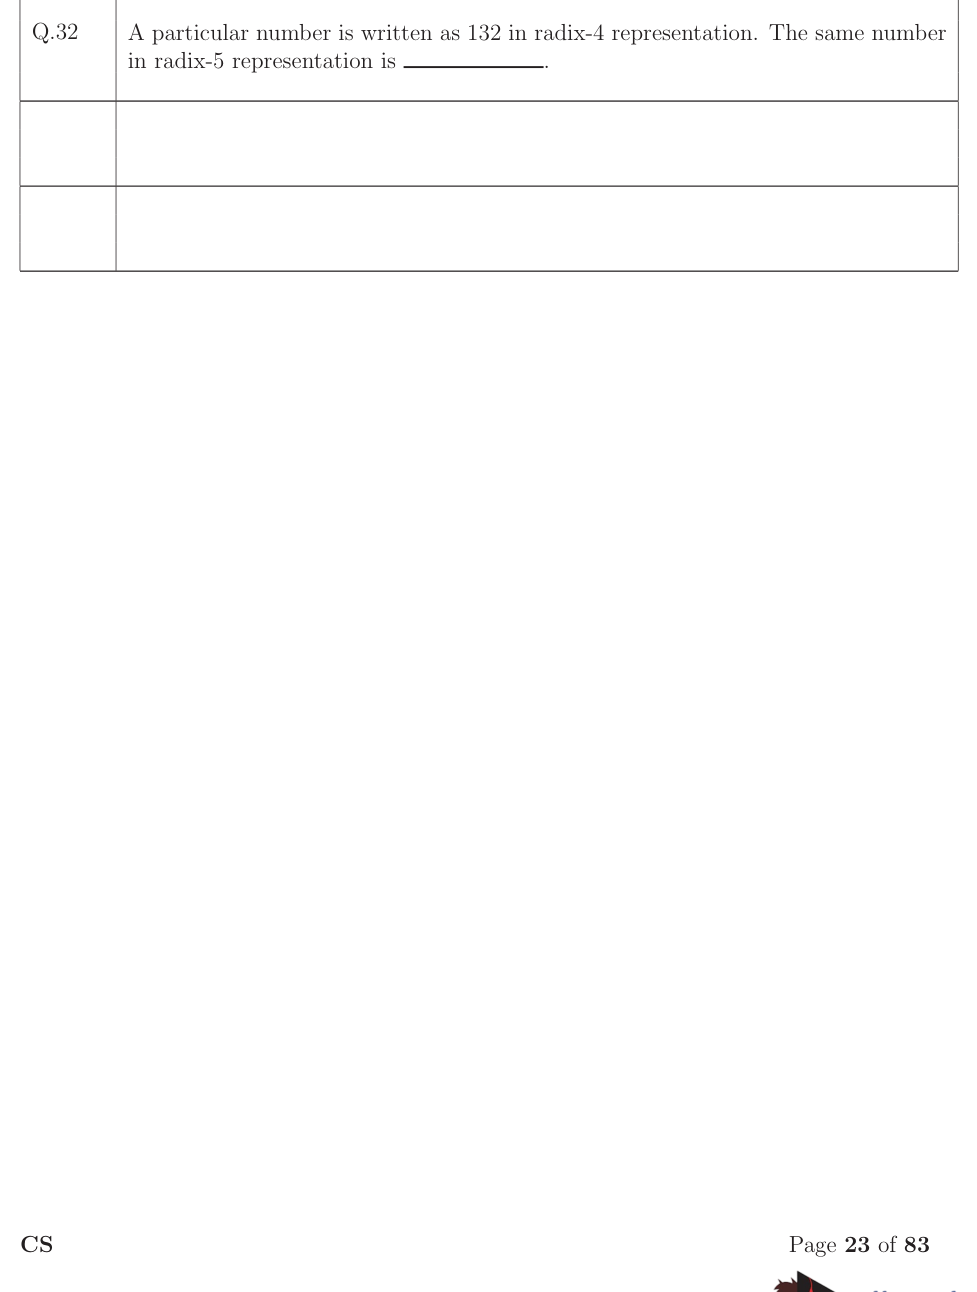 Q.32
A particular number is written as 132 in radix-4 representation. The same number
in radix-5 representation is ____________.
CS
Page 23 of 83